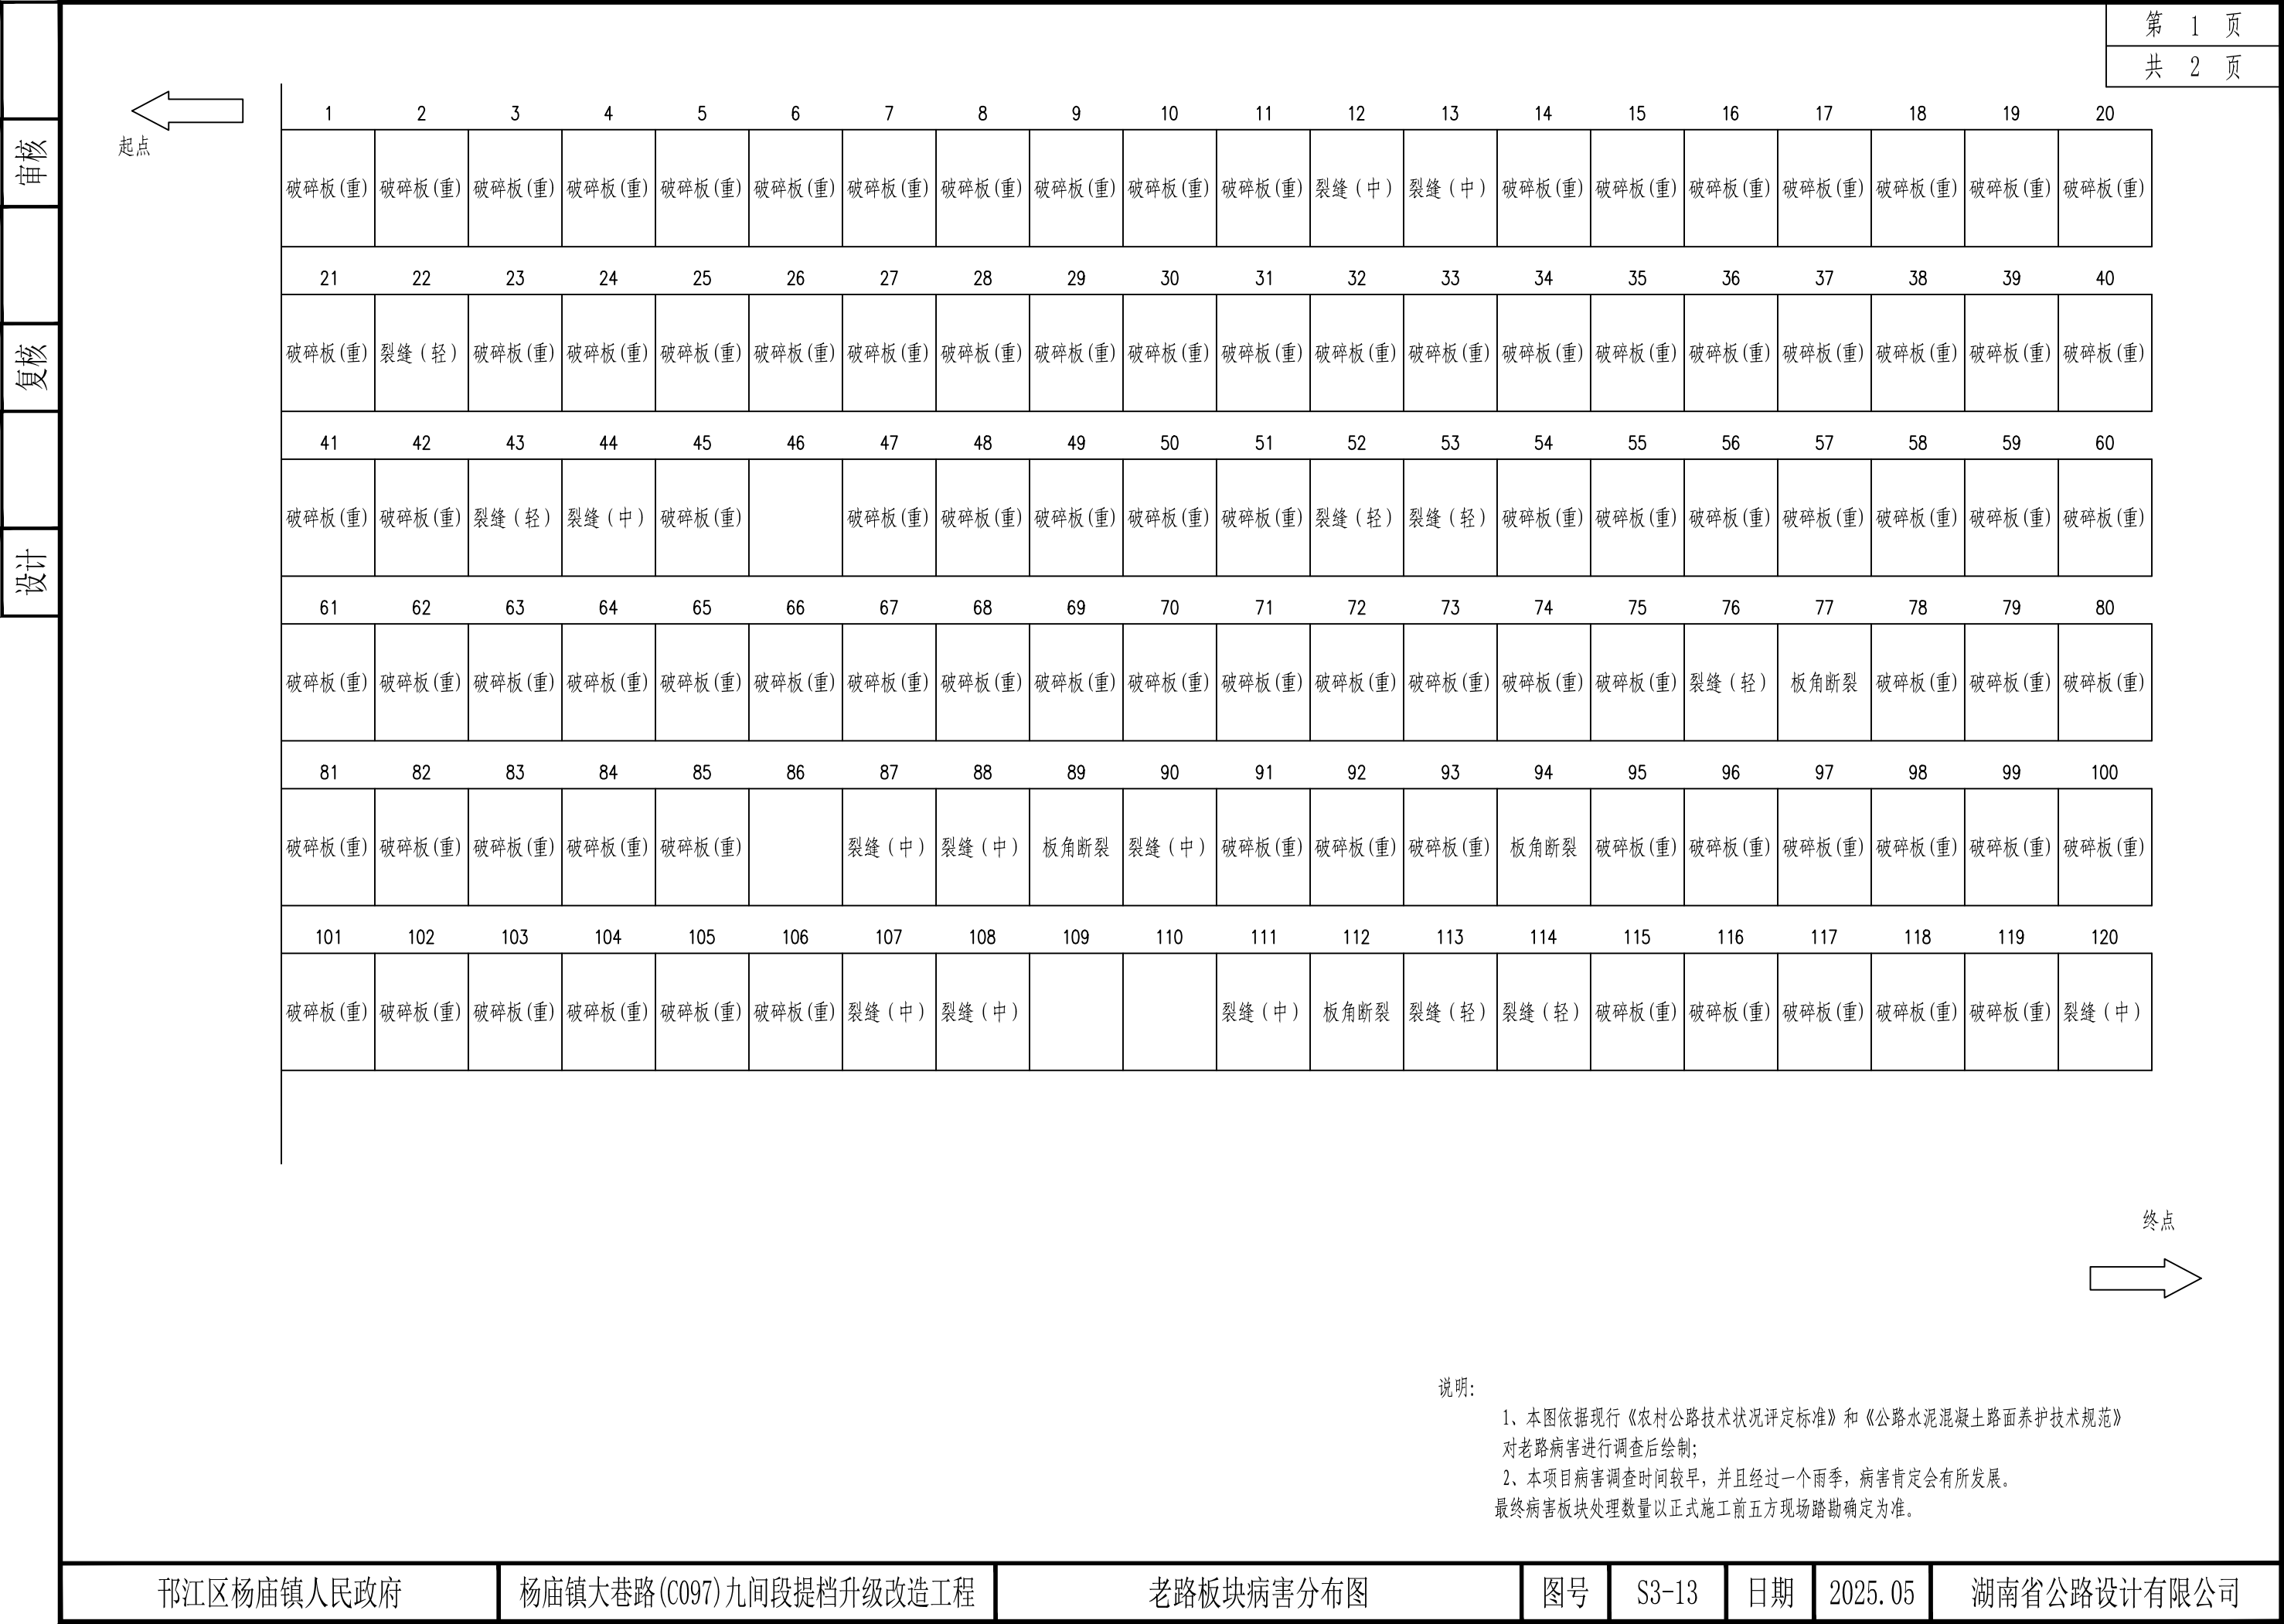 第 1 页
共 2 页
起点
审核
复核
设计
1 2 3 4 5 6 7 8 9 10 11 12 13 14 15 16 17 18 19 20
破碎板(重) 破碎板(重) 破碎板(重) 破碎板(重) 破碎板(重) 破碎板(重) 破碎板(重) 破碎板(重) 破碎板(重) 破碎板(重) 破碎板(重) 裂缝（中） 裂缝（中） 破碎板(重) 破碎板(重) 破碎板(重) 破碎板(重) 破碎板(重) 破碎板(重) 破碎板(重)
21 22 23 24 25 26 27 28 29 30 31 32 33 34 35 36 37 38 39 40
破碎板(重) 裂缝（轻） 破碎板(重) 破碎板(重) 破碎板(重) 破碎板(重) 破碎板(重) 破碎板(重) 破碎板(重) 破碎板(重) 破碎板(重) 破碎板(重) 破碎板(重) 破碎板(重) 破碎板(重) 破碎板(重) 破碎板(重) 破碎板(重) 破碎板(重) 破碎板(重)
41 42 43 44 45 46 47 48 49 50 51 52 53 54 55 56 57 58 59 60
破碎板(重) 破碎板(重) 裂缝（轻） 裂缝（中） 破碎板(重) 破碎板(重) 破碎板(重) 破碎板(重) 破碎板(重) 破碎板(重) 裂缝（轻） 裂缝（轻） 破碎板(重) 破碎板(重) 破碎板(重) 破碎板(重) 破碎板(重) 破碎板(重) 破碎板(重)
61 62 63 64 65 66 67 68 69 70 71 72 73 74 75 76 77 78 79 80
破碎板(重) 破碎板(重) 破碎板(重) 破碎板(重) 破碎板(重) 破碎板(重) 破碎板(重) 破碎板(重) 破碎板(重) 破碎板(重) 破碎板(重) 破碎板(重) 破碎板(重) 破碎板(重) 破碎板(重) 裂缝（轻） 板角断裂 破碎板(重) 破碎板(重) 破碎板(重)
81 82 83 84 85 86 87 88 89 90 91 92 93 94 95 96 97 98 99 100
破碎板(重) 破碎板(重) 破碎板(重) 破碎板(重) 破碎板(重) 裂缝（中） 裂缝（中） 板角断裂 裂缝（中） 破碎板(重) 破碎板(重) 破碎板(重) 板角断裂 破碎板(重) 破碎板(重) 破碎板(重) 破碎板(重) 破碎板(重) 破碎板(重)
101 102 103 104 105 106 107 108 109 110 111 112 113 114 115 116 117 118 119 120
破碎板(重) 破碎板(重) 破碎板(重) 破碎板(重) 破碎板(重) 破碎板(重) 裂缝（中） 裂缝（中） 裂缝（中） 板角断裂 裂缝（轻） 裂缝（轻） 破碎板(重) 破碎板(重) 破碎板(重) 破碎板(重) 破碎板(重) 裂缝（中）
终点
说明：
1、本图依据现行《农村公路技术状况评定标准》和《公路水泥混凝土路面养护技术规范》
对老路病害进行调查后绘制；
2、本项目病害调查时间较早，并且经过一个雨季，病害肯定会有所发展。
最终病害板块处理数量以正式施工前五方现场踏勘确定为准。
邗江区杨庙镇人民政府 杨庙镇大巷路(C097)九间段提档升级改造工程 老路板块病害分布图 图号 S3-13 日期 2025.05 湖南省公路设计有限公司